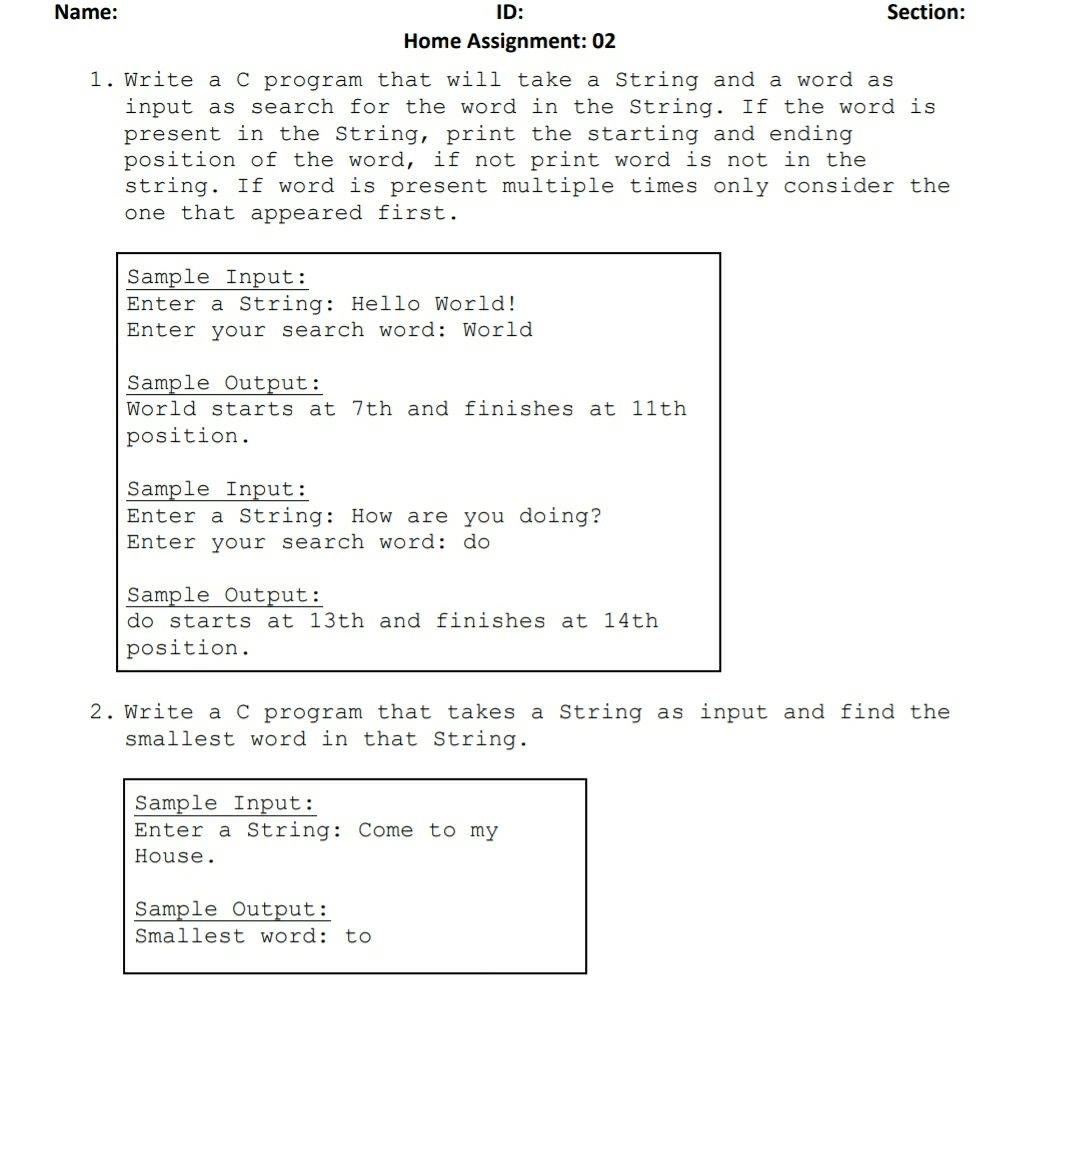 Name: ID: Section:
Home Assignment: 02
1. Write a C program that will take a String and a word as
input as search for the word in the String. If the word is
present in the String, print the starting and ending
position of the word, if not print word is not in the
string. If word is present multiple times only consider the
one that appeared first.
Sample Input:
Enter a String: Hello World!
Enter your search word: World
Sample Output:
World starts at 7th and finishes at 11th
position.
Sample Input:
Enter a String: How are you doing?
Enter your search word: do
Sample Output:
do starts at 13th and finishes at 14th
position.
2. Write a C program that takes a String as input and find the
smallest word in that String.
Sample Input:
Enter a String: Come to my
House.
Sample Output:
Smallest word: to